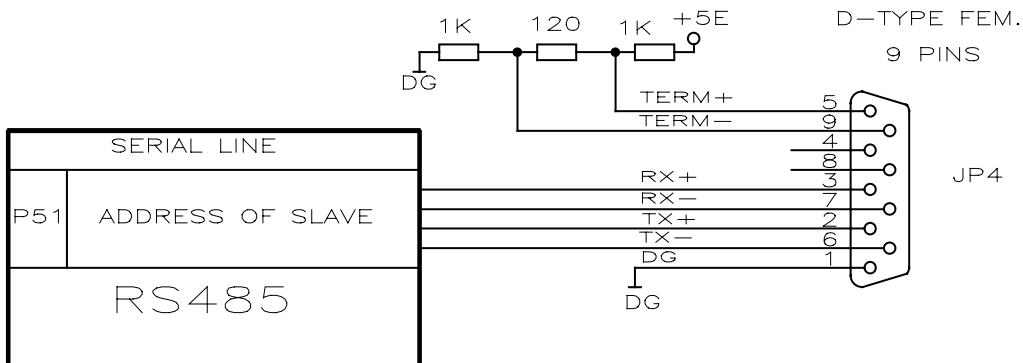 1K 120 1K +5E
DG
D-TYPE FEM.
9 PINS
TERM+ 5
TERM- 9
4
8
RX+ 3
RX- 7
TX+ 2
TX- 6
DG 1
DG
JP4
SERIAL LINE
P51 ADDRESS OF SLAVE
RS485